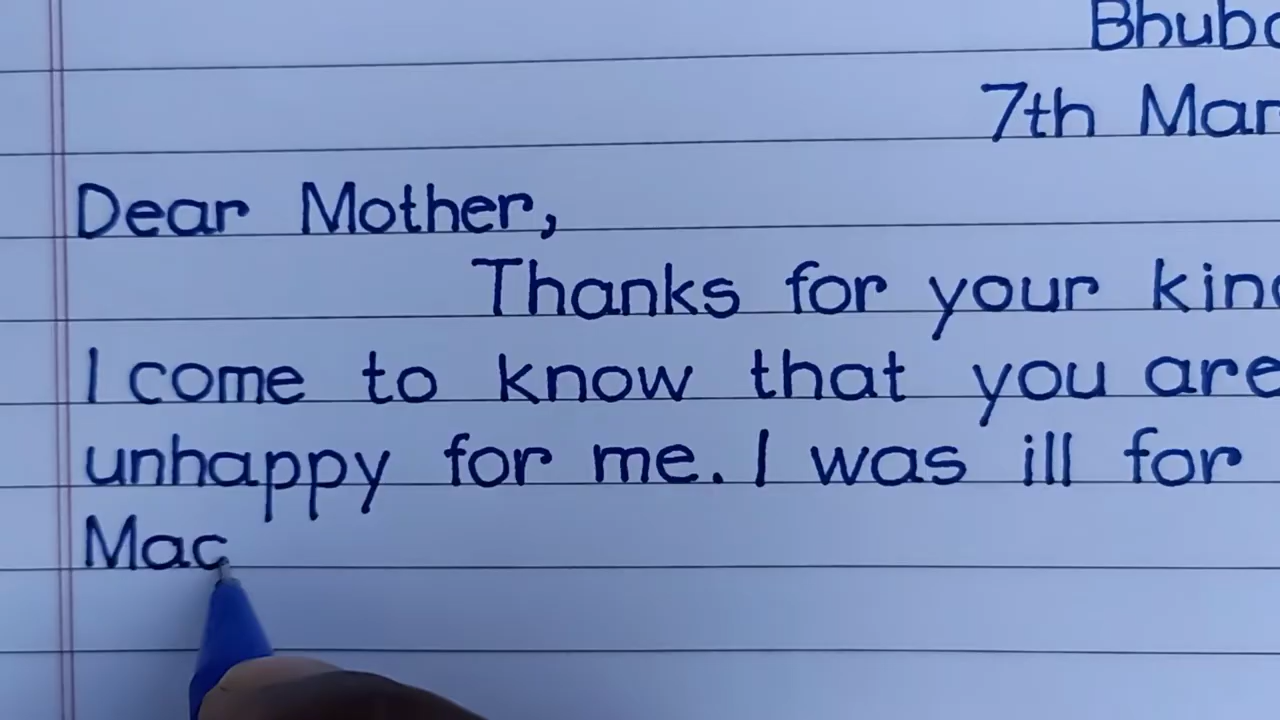 Bhub
7th Mar
Dear Mother,
Thanks for your kin
I come to know that you are
unhappy for me. I was ill for
Mac